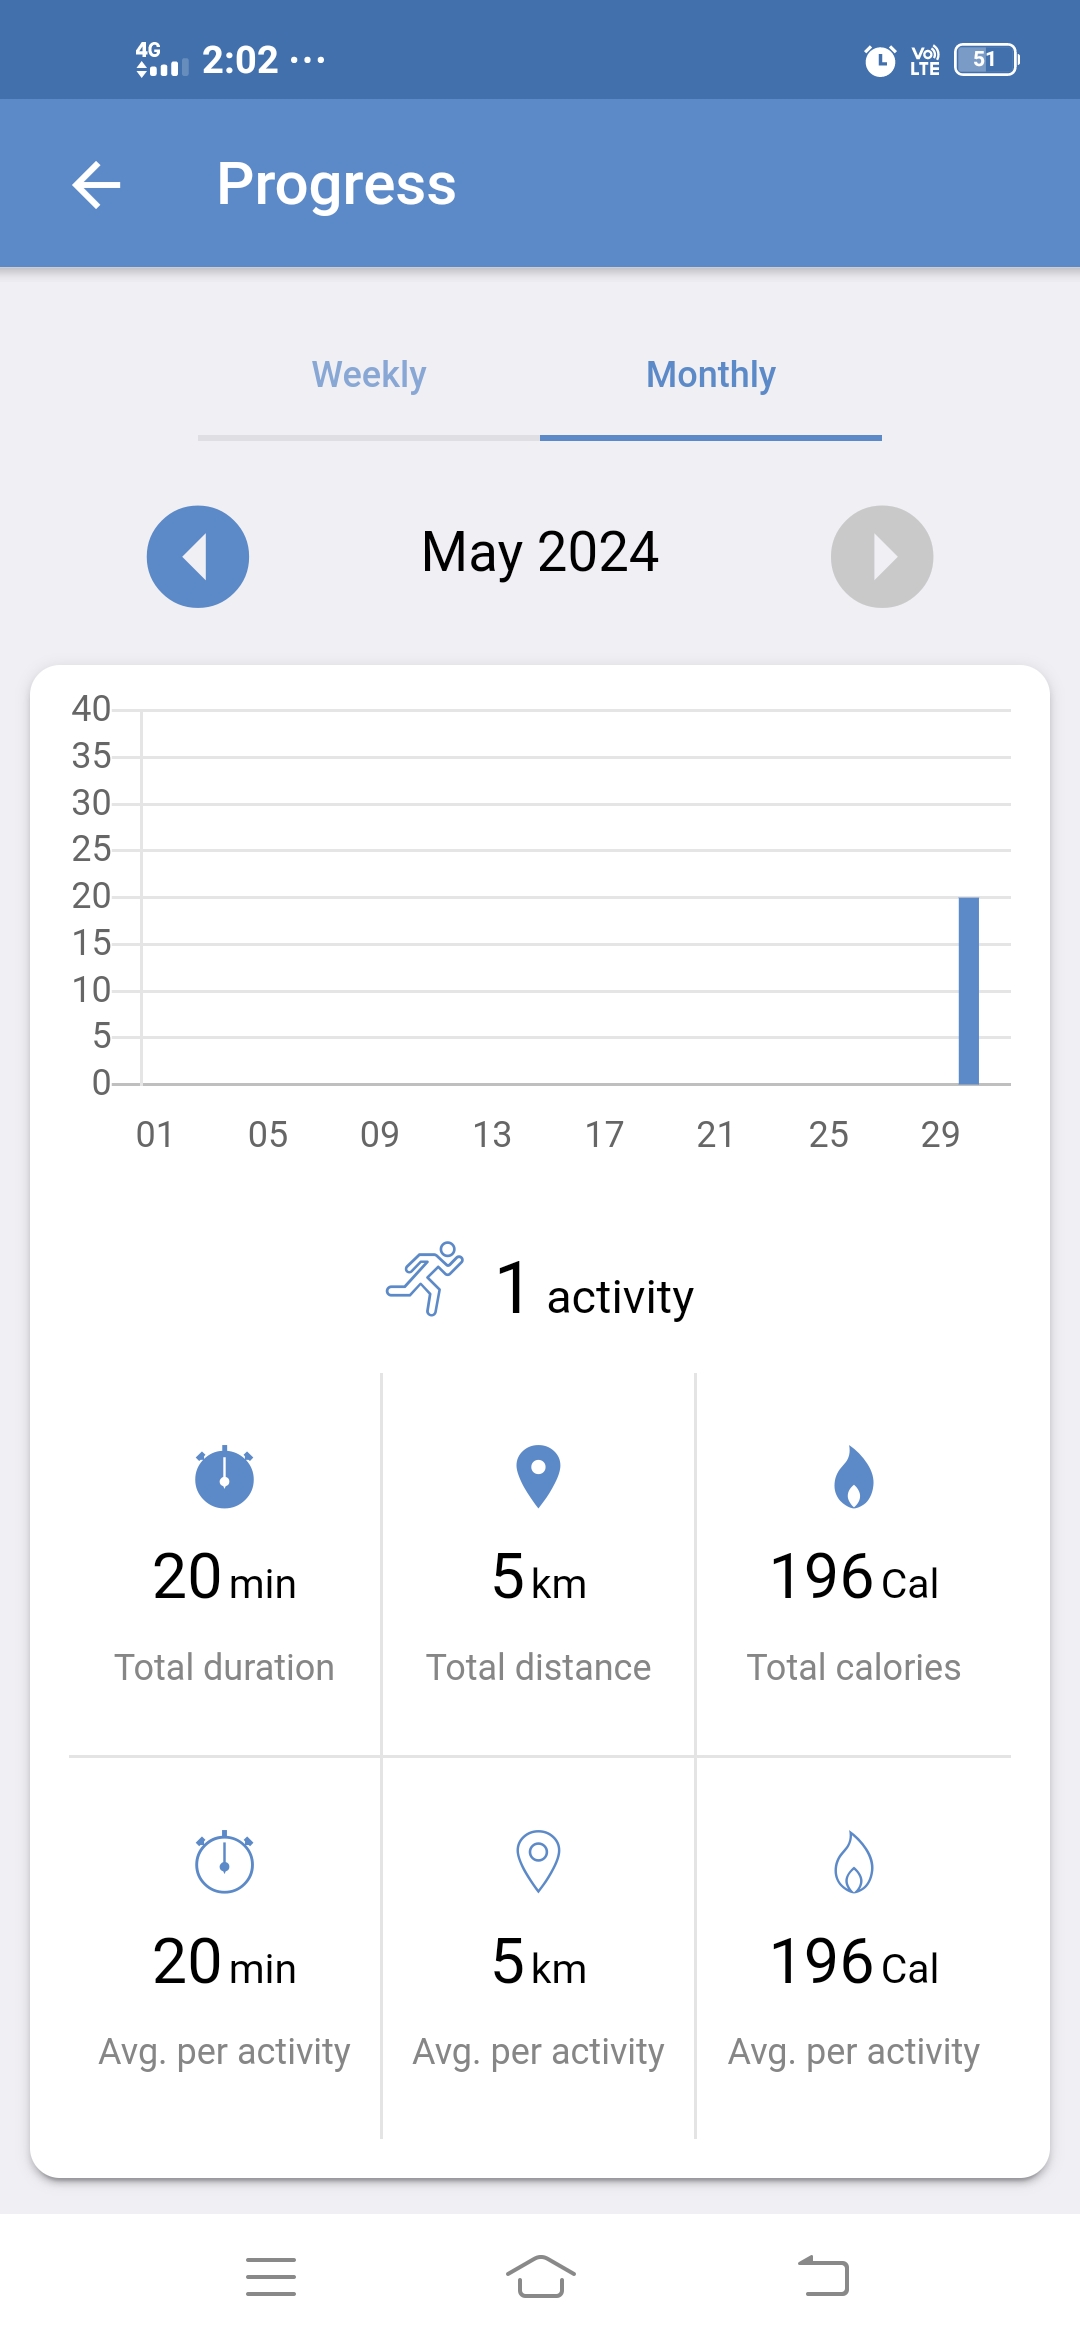 4G 2:02 ... Vo) LTE 51
Progress
Weekly Monthly
May 2024
40
35
30
25
20
15
10
5
0
01 05 09 13 17 21 25 29
1 activity
20 min 5 km 196 Cal
Total duration Total distance Total calories
20 min 5 km 196 Cal
Avg. per activity Avg. per activity Avg. per activity